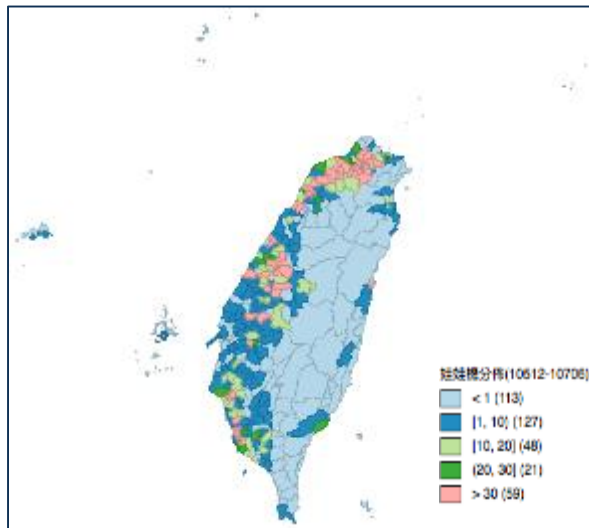 娃娃機分佈(10612-10706)
< 1 (113)
[1, 10) (127)
[10, 20] (48)
(20, 30] (21)
> 30 (59)